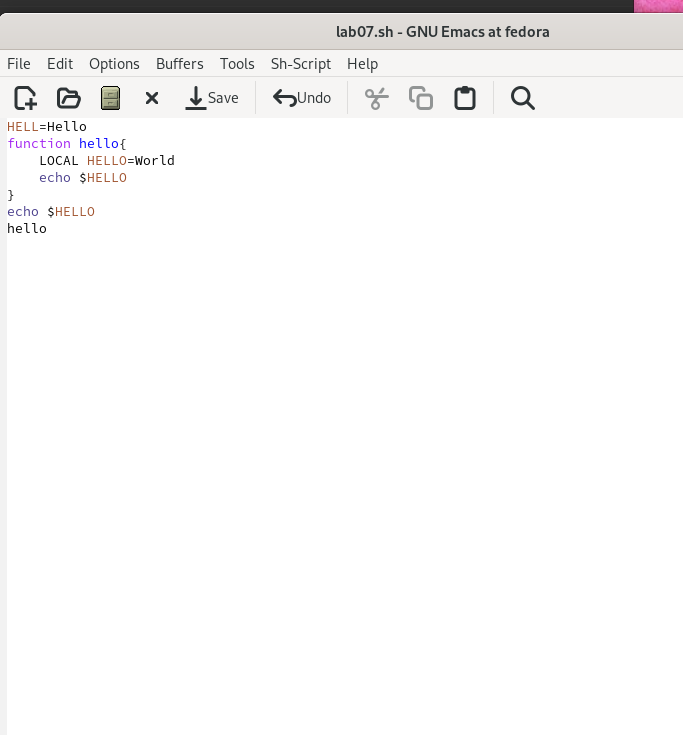 lab07.sh - GNU Emacs at fedora
File Edit Options Buffers Tools Sh-Script Help
Save Undo
HELL=Hello
function hello{
    LOCAL HELLO=World
    echo $HELLO
}
echo $HELLO
hello